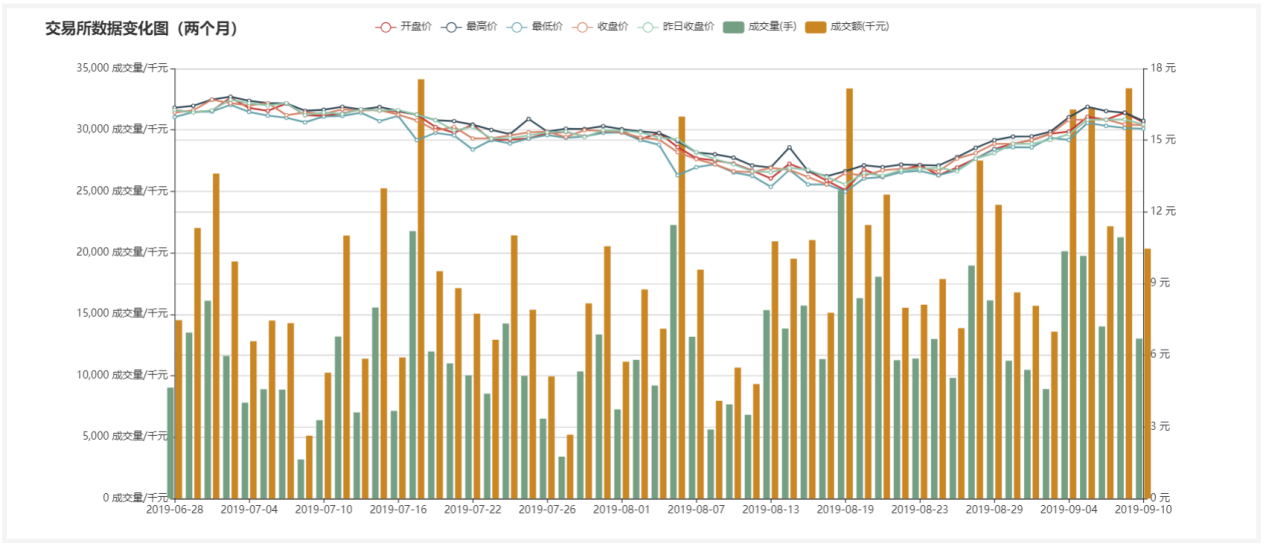 交易所数据变化图（两个月）
开盘价 最高价 最低价 收盘价 昨日收盘价 成交量(手) 成交额(千元)
35,000 成交量/千元
30,000 成交量/千元
25,000 成交量/千元
20,000 成交量/千元
15,000 成交量/千元
10,000 成交量/千元
5,000 成交量/千元
0 成交量/千元
18 元
15 元
12 元
9 元
6 元
3 元
0 元
2019-06-28 2019-07-04 2019-07-10 2019-07-16 2019-07-22 2019-07-26 2019-08-01 2019-08-07 2019-08-13 2019-08-19 2019-08-23 2019-08-29 2019-09-04 2019-09-10